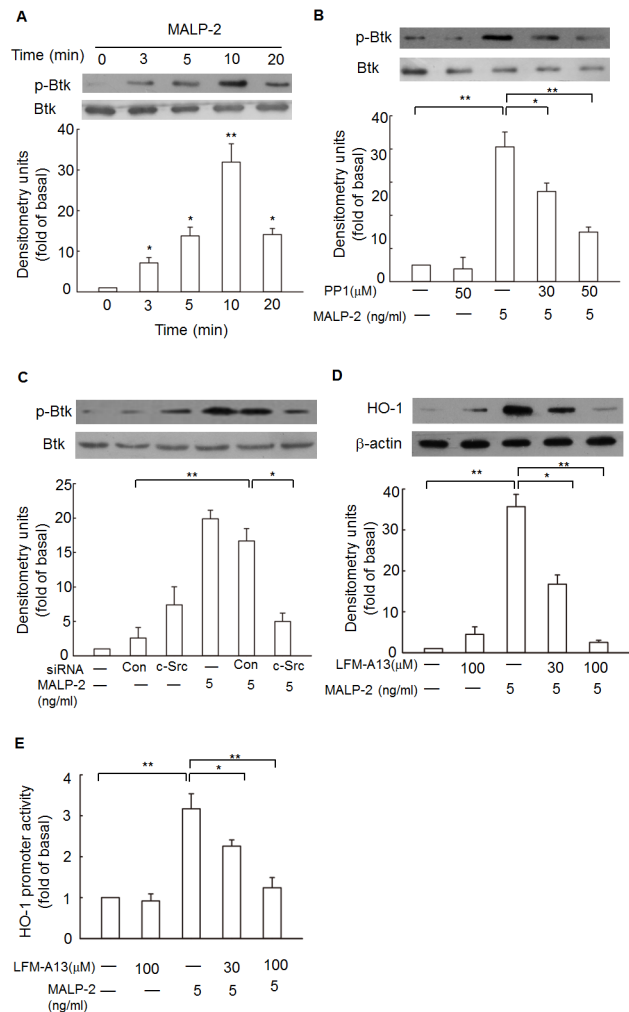 A
MALP-2
Time (min) 0 3 5 10 20
p-Btk
Btk
Densitometry units
(fold of basal)
40
30
20
10
0
*
*
**
*
0 3 5 10 20
Time (min)
B
p-Btk
Btk
**
**
*
Densitometry units
(fold of basal)
40
30
20
10
0
PP1(μM) — 50 — 30 50
MALP-2 (ng/ml) — — 5 5 5
C
p-Btk
Btk
**
*
Densitometry units
(fold of basal)
25
20
15
10
5
0
siRNA — Con c-Src — Con c-Src
MALP-2 — — — 5 5 5
(ng/ml)
D
HO-1
β-actin
**
**
*
Densitometry units
(fold of basal)
40
30
20
10
0
LFM-A13(μM) — 100 — 30 100
MALP-2 (ng/ml) — — 5 5 5
E
**
**
*
HO-1 promoter activity
(fold of basal)
4
3
2
1
0
LFM-A13(μM) — 100 — 30 100
MALP-2 — — 5 5 5
(ng/ml)